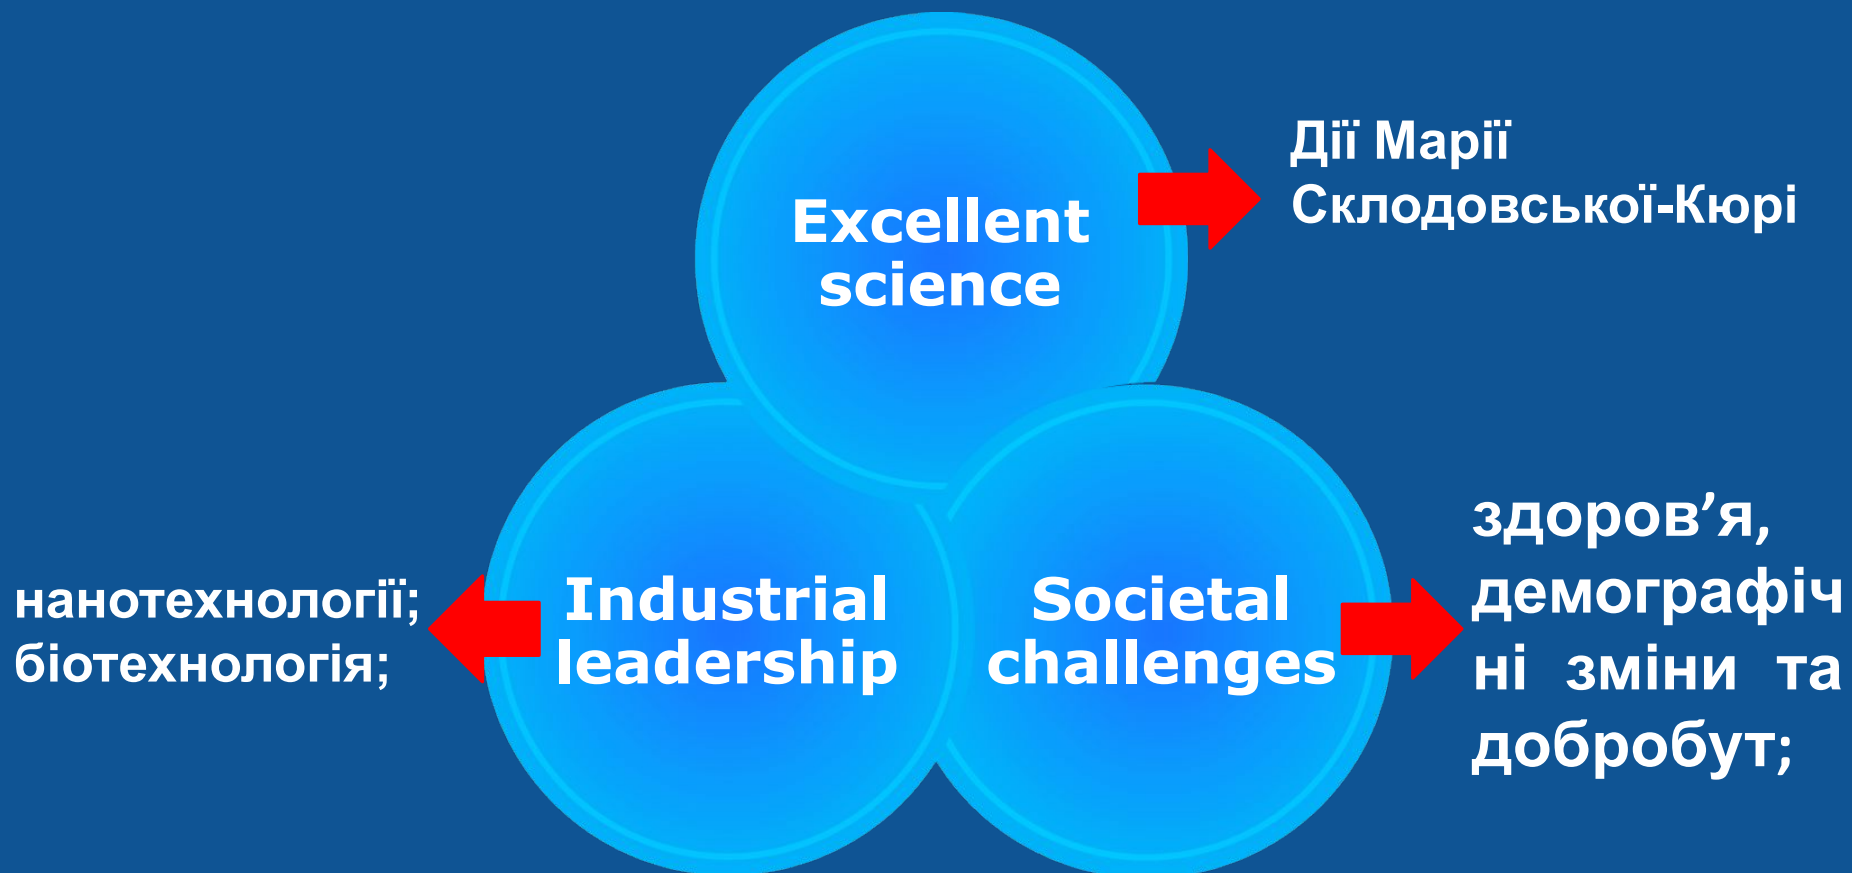 Дії Марії
Склодовської-Кюрі
Excellent
science
нанотехнології;
біотехнологія;
Industrial
leadership
Societal
challenges
здоров’я,
демографіч
ні зміни та
добробут;